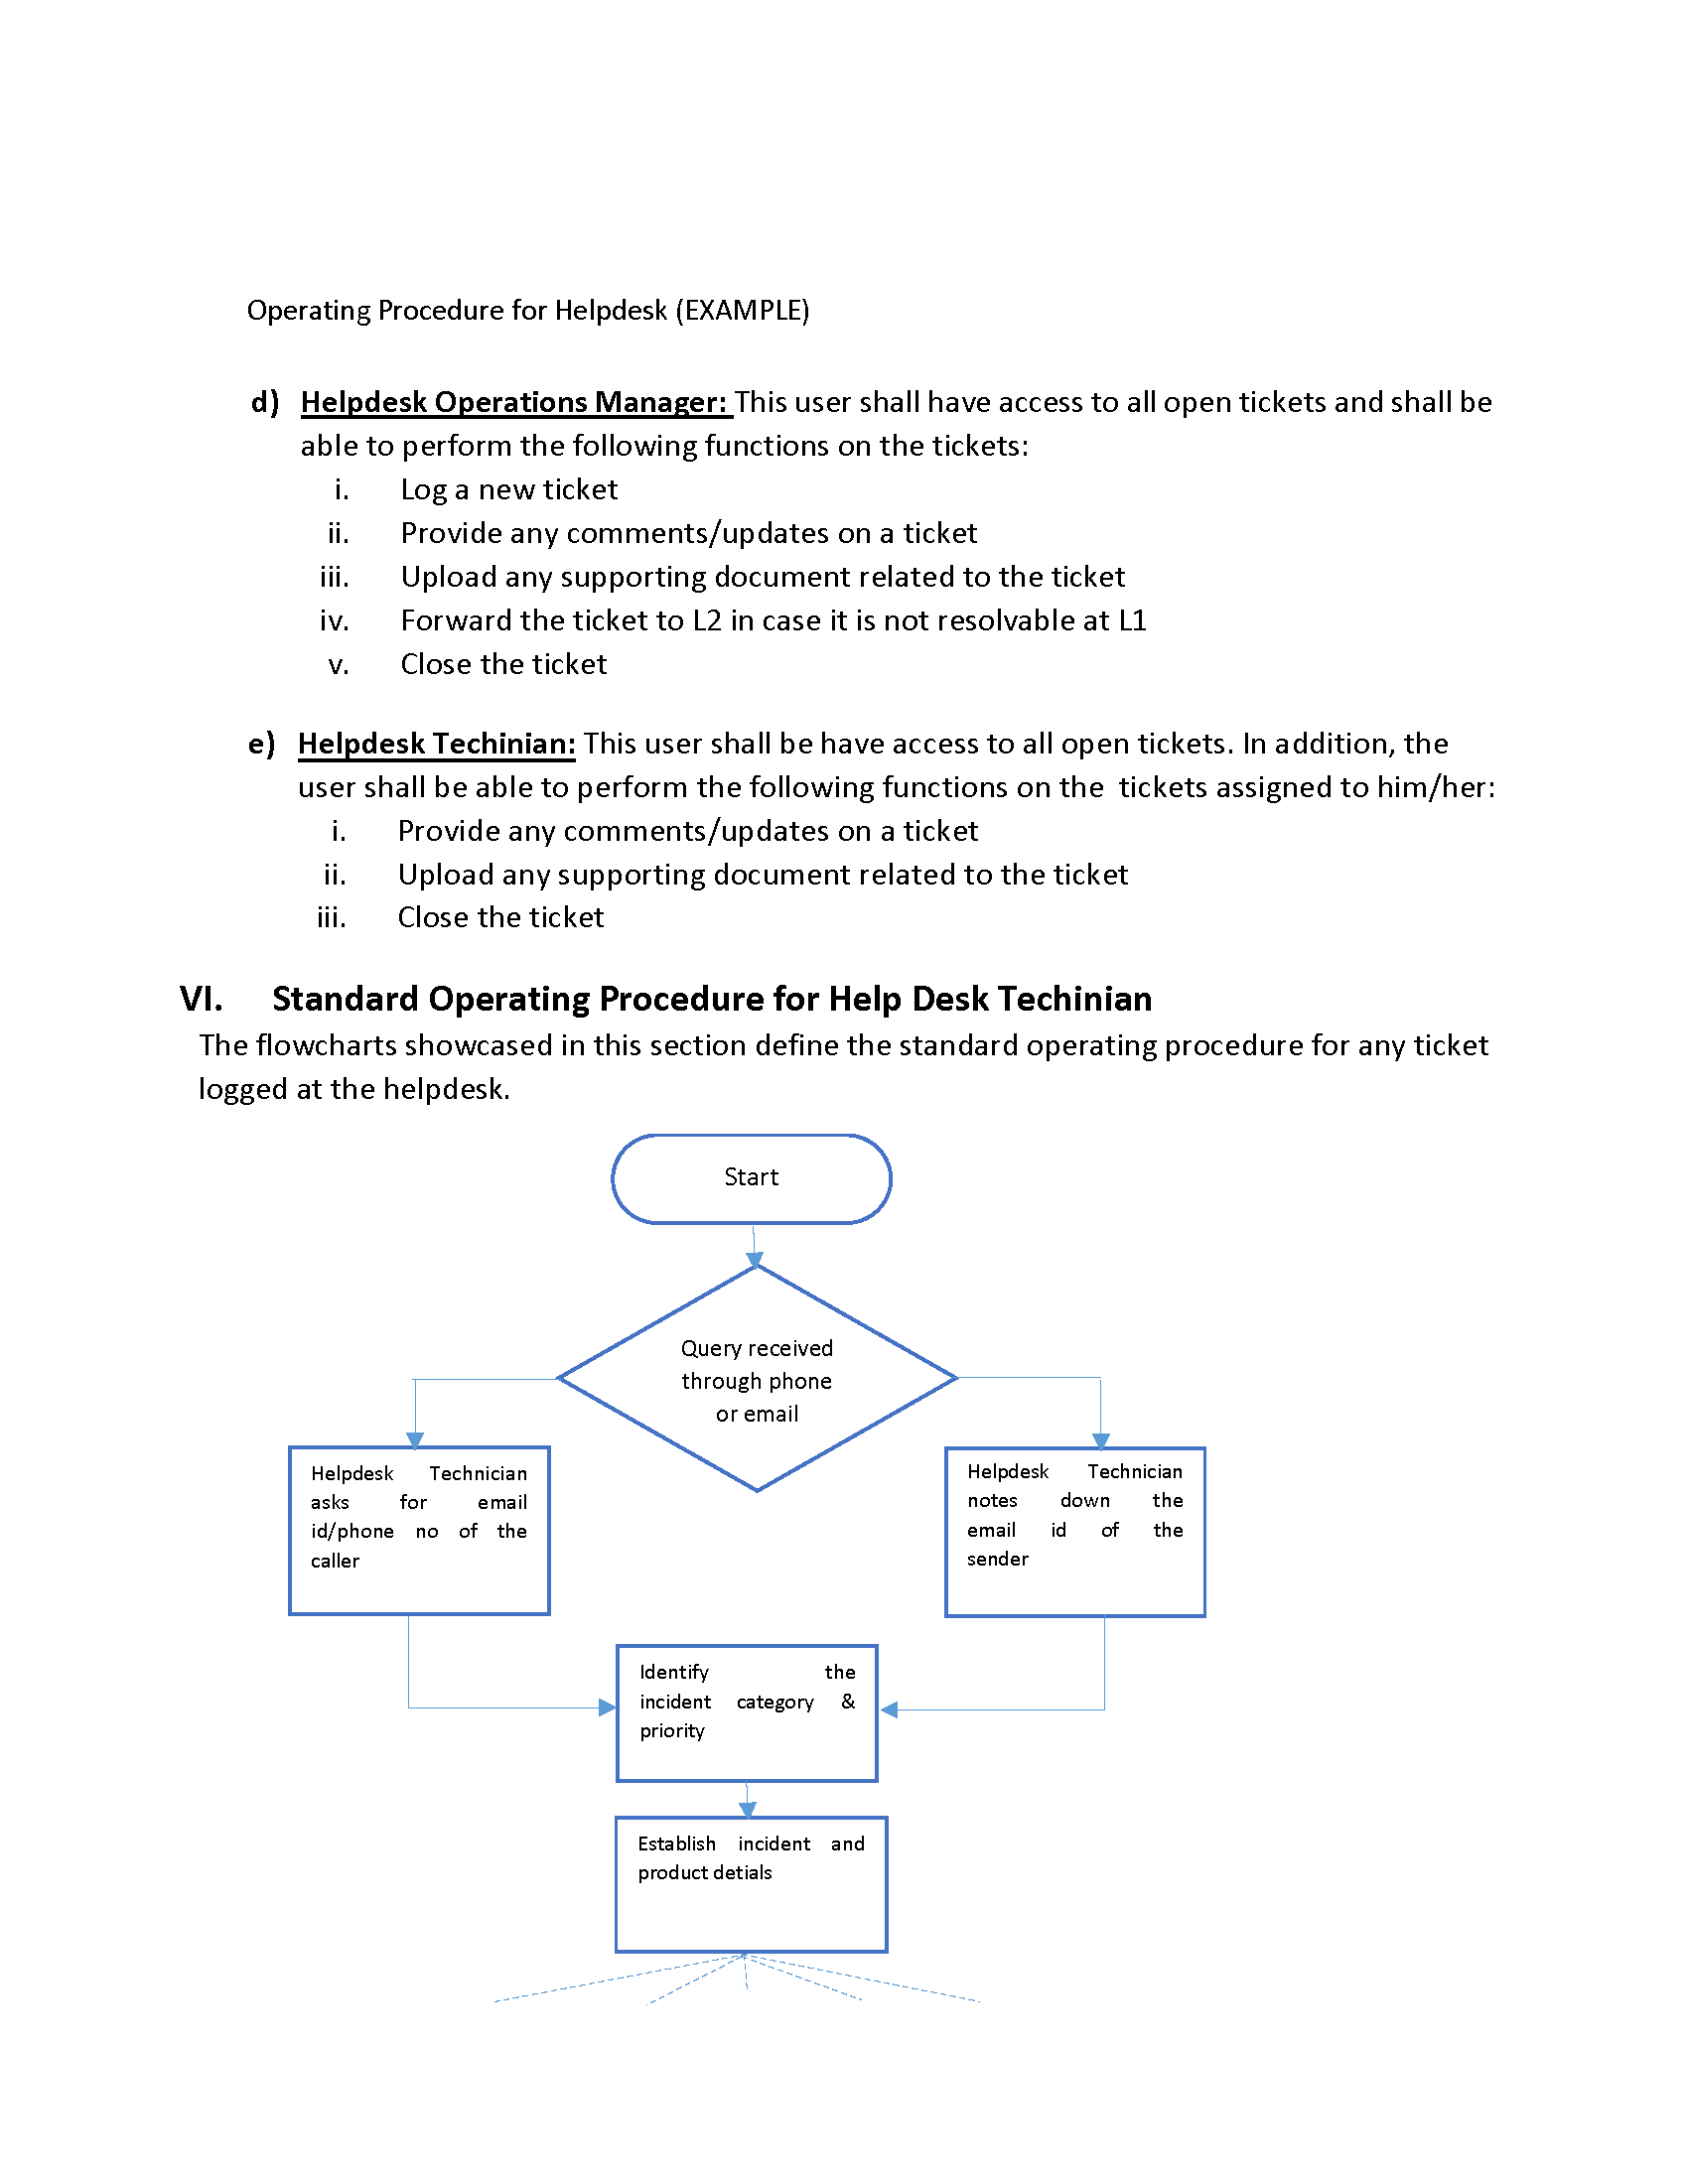 Operating Procedure for Helpdesk (EXAMPLE)
d) Helpdesk Operations Manager: This user shall have access to all open tickets and shall be
able to perform the following functions on the tickets:
i. Log a new ticket
ii. Provide any comments/updates on a ticket
iii. Upload any supporting document related to the ticket
iv. Forward the ticket to L2 in case it is not resolvable at L1
v. Close the ticket
e) Helpdesk Techinian: This user shall be have access to all open tickets. In addition, the
user shall be able to perform the following functions on the tickets assigned to him/her:
i. Provide any comments/updates on a ticket
ii. Upload any supporting document related to the ticket
iii. Close the ticket
VI. Standard Operating Procedure for Help Desk Techinian
The flowcharts showcased in this section define the standard operating procedure for any ticket
logged at the helpdesk.
Start
Query received
through phone
or email
Helpdesk Technician
asks for email
id/phone no of the
caller
Helpdesk Technician
notes down the
email id of the
sender
Identify the
incident category &
priority
Establish incident and
product detials